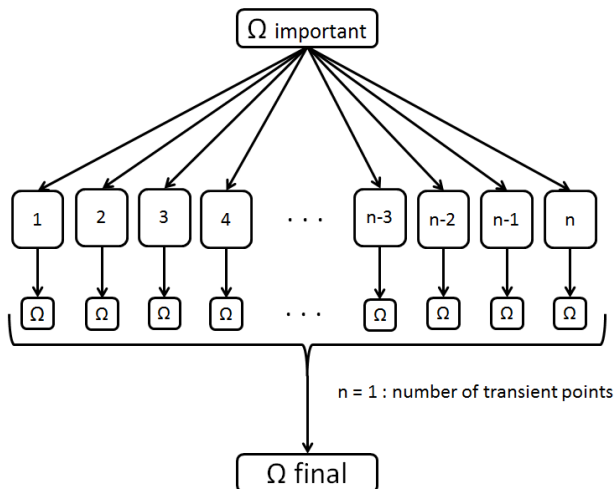 Ω important
1 2 3 4 . . . n-3 n-2 n-1 n
Ω Ω Ω Ω . . . Ω Ω Ω Ω
n = 1 : number of transient points
Ω final